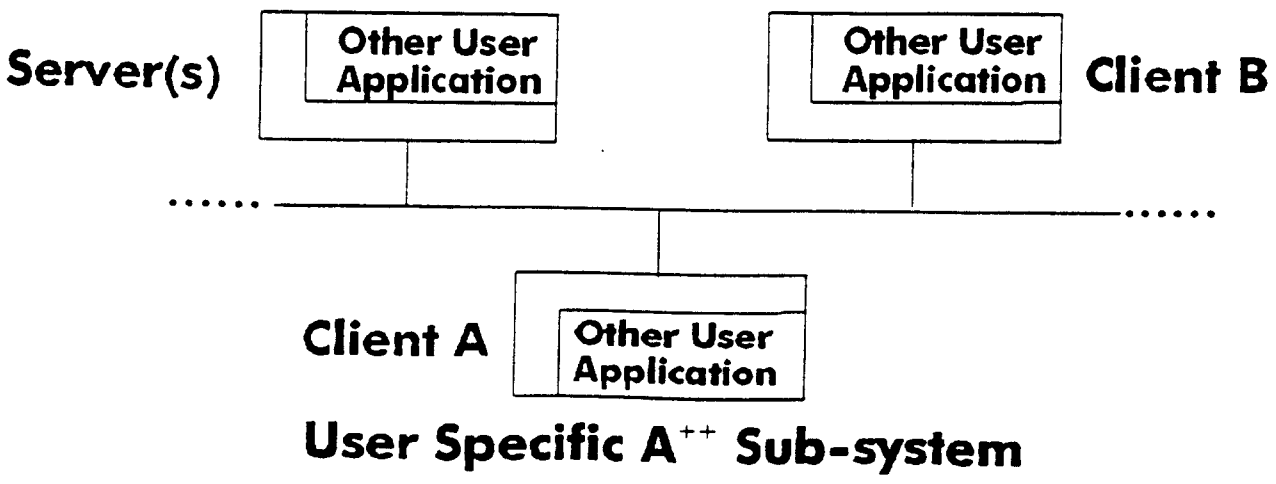 Server(s)
Other User
Application
Other User
Application
Client B
Client A
Other User
Application
User Specific A++ Sub-system